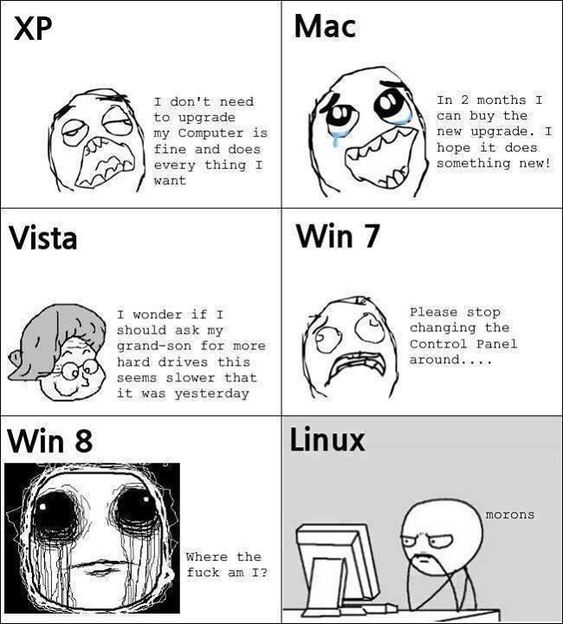 XP
I don't need
to upgrade
my Computer is
fine and does
every thing I
want
Mac
In 2 months I
can buy the
new upgrade. I
hope it does
something new!
Vista
I wonder if I
should ask my
grand-son for more
hard drives this
seems slower that
it was yesterday
Win 7
Please stop
changing the
Control Panel
around....
Win 8
Where the
fuck am I?
Linux
morons